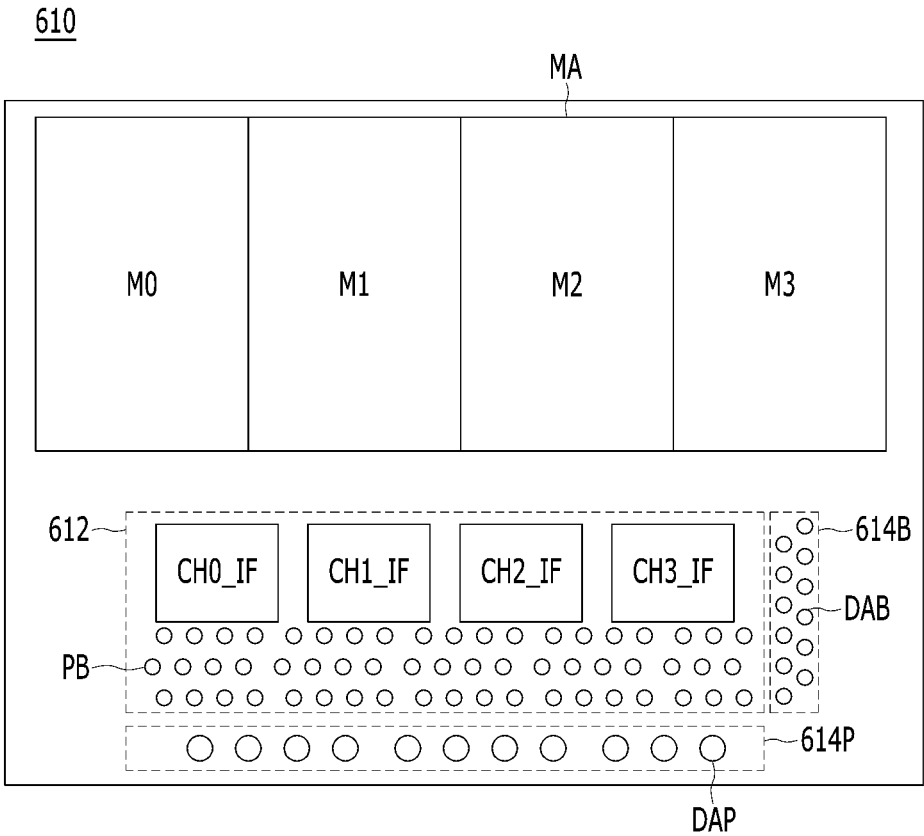 610
MA
M0 M1 M2 M3
612
CH0_IF CH1_IF CH2_IF CH3_IF
614B
DAB
PB
614P
DAP